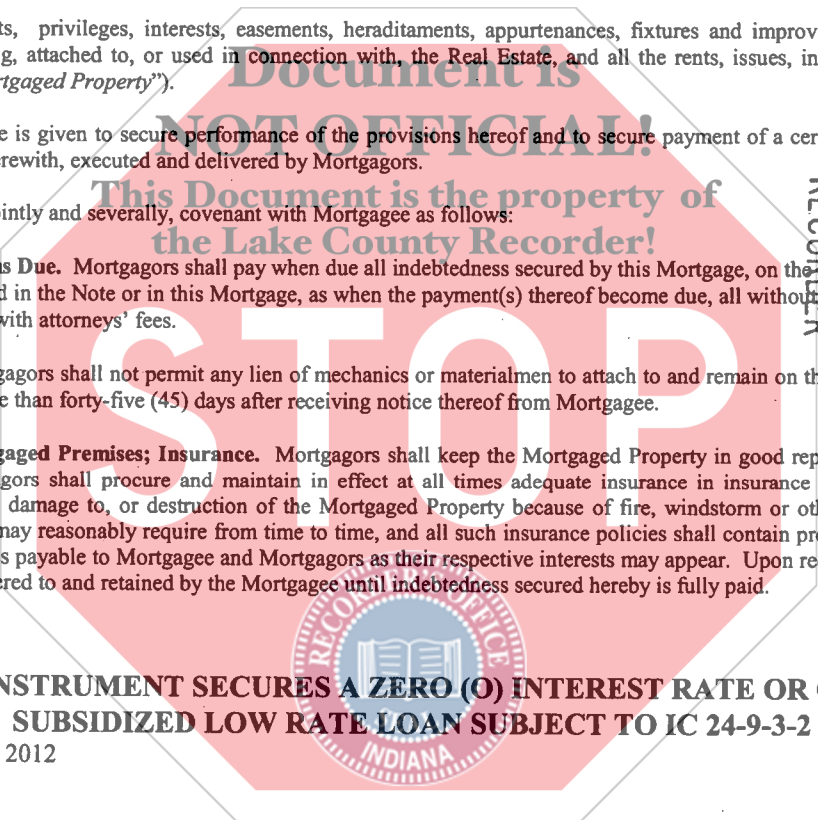 ts, privileges, interests, easements, heraditaments, appurtenances, fixtures and improv
g, attached to, or used in connection with, the Real Estate, and all the rents, issues, in
rtgaged Property”).
Document is
NOT OFFICIAL!
This Document is the property of
the Lake County Recorder!
e is given to secure performance of the provisions hereof and to secure payment of a cer
erewith, executed and delivered by Mortgagors.
intly and severally, covenant with Mortgagee as follows:
s Due. Mortgagors shall pay when due all indebtedness secured by this Mortgage, on the
d in the Note or in this Mortgage, as when the payment(s) thereof become due, all without
with attorneys’ fees.
RECORDER
STOP
gagors shall not permit any lien of mechanics or materialmen to attach to and remain on th
e than forty-five (45) days after receiving notice thereof from Mortgagee.
gaged Premises; Insurance. Mortgagors shall keep the Mortgaged Property in good rep
gors shall procure and maintain in effect at all times adequate insurance in insurance
damage to, or destruction of the Mortgaged Property because of fire, windstorm or oth
may reasonably require from time to time, and all such insurance policies shall contain pro
s payable to Mortgagee and Mortgagors as their respective interests may appear. Upon re
ered to and retained by the Mortgagee until indebtedness secured hereby is fully paid.
RECORDER'S OFFICE
INDIANA
NSTRUMENT SECURES A ZERO (O) INTEREST RATE OR
SUBSIDIZED LOW RATE LOAN SUBJECT TO IC 24-9-3-2
2012